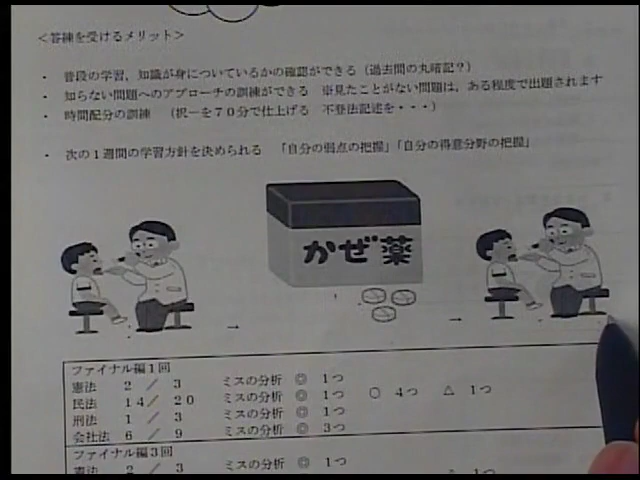 ＜答練を受けるメリット＞
・ 普段の学習、知識が身についているかの確認ができる（過去問の丸暗記？）
・ 知らない問題へのアプローチの訓練ができる ※見たことがない問題は、ある程度で出題されます
・ 時間配分の訓練 （択一を７０分で仕上げる 不登法記述を・・・）
・ 次の１週間の学習方針を決められる 「自分の弱点の把握」「自分の得意分野の把握」
かぜ薬
→ →
ファイナル編１回
憲法 ２ ／ ３ ミスの分析 ◎ １つ
民法 １４／ ２０ ミスの分析 ◎ １つ ○ ４つ △ １つ
刑法 １ ／ ３ ミスの分析 ◎ １つ
会社法 ６ ／ ９ ミスの分析 ◎ ３つ
ファイナル編３回
憲法 ２ ／ ３ ミスの分析 ◎ １つ